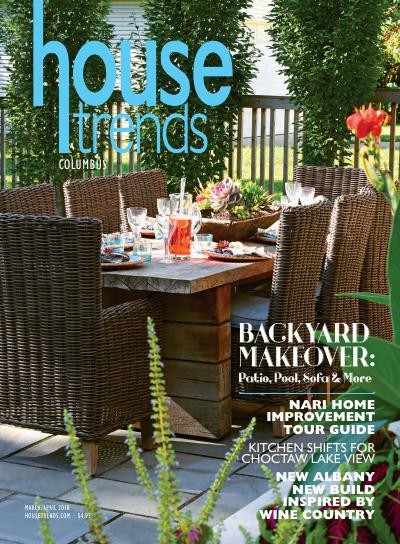 house
trends
COLUMBUS
BACKYARD
MAKEOVER:
Patio, Pool, Sofa & More
NARI HOME
IMPROVEMENT
TOUR GUIDE
KITCHEN SHIFTS FOR
CHOCTAW LAKE VIEW
NEW ALBANY
NEW BUILD
INSPIRED BY
WINE COUNTRY
MARCH/APRIL 2018
HOUSETRENDS.COM | $4.95